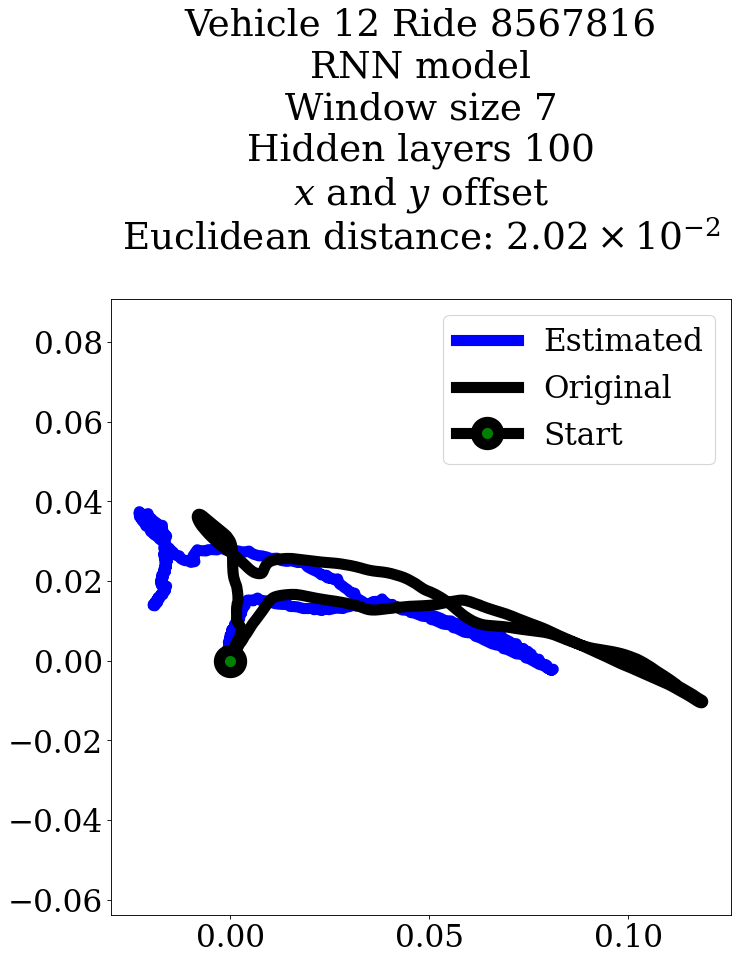 Vehicle 12 Ride 8567816
RNN model
Window size 7
Hidden layers 100
x and y offset
Euclidean distance: 2.02 × 10⁻²
Estimated
Original
Start
0.08
0.06
0.04
0.02
0.00
−0.02
−0.04
−0.06
0.00 0.05 0.10